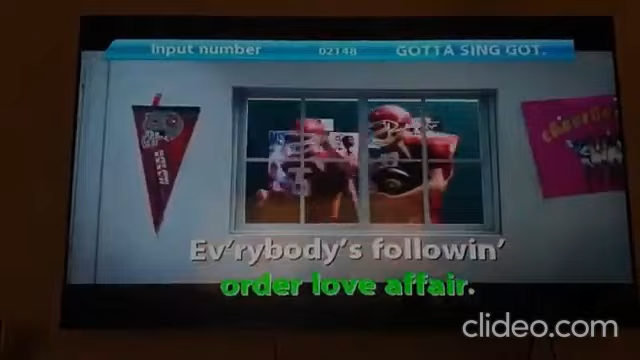 Input number 02148 GOTTA SING GOT.
Ev'rybody's followin'
order love affair.
clideo.com